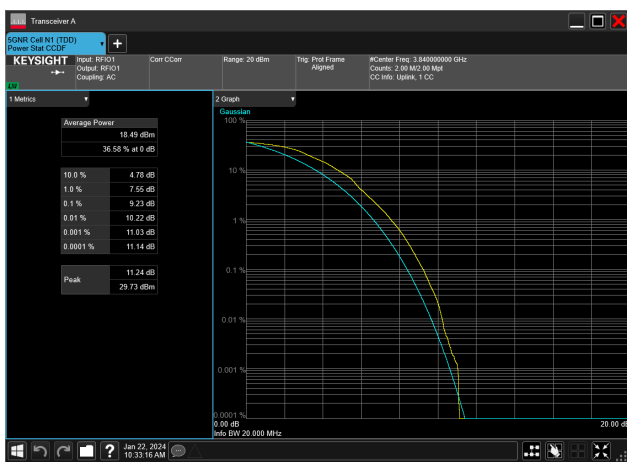 Transceiver A
5GNR Cell N1 (TDD)
Power Stat CCDF
KEYSIGHT
Input: RFIO1
Output: RFIO1
Coupling: AC
Corr CCorr
Range: 20 dBm
Trig: Prot Frame
Aligned
#Center Freq: 3.840000000 GHz
Counts: 2.00 M/2.00 Mpt
CC Info: Uplink, 1 CC
1 Metrics
Average Power
18.49 dBm
36.58 % at 0 dB
10.0 % 4.78 dB
1.0 % 7.55 dB
0.1 % 9.23 dB
0.01 % 10.22 dB
0.001 % 11.03 dB
0.0001 % 11.14 dB
Peak
11.24 dB
29.73 dBm
2 Graph
Gaussian
100 %
10 %
1 %
0.1 %
0.01 %
0.001 %
0.0001 %
0.00 dB
20.00 dB
Info BW 20.000 MHz
Jan 22, 2024
10:33:16 AM